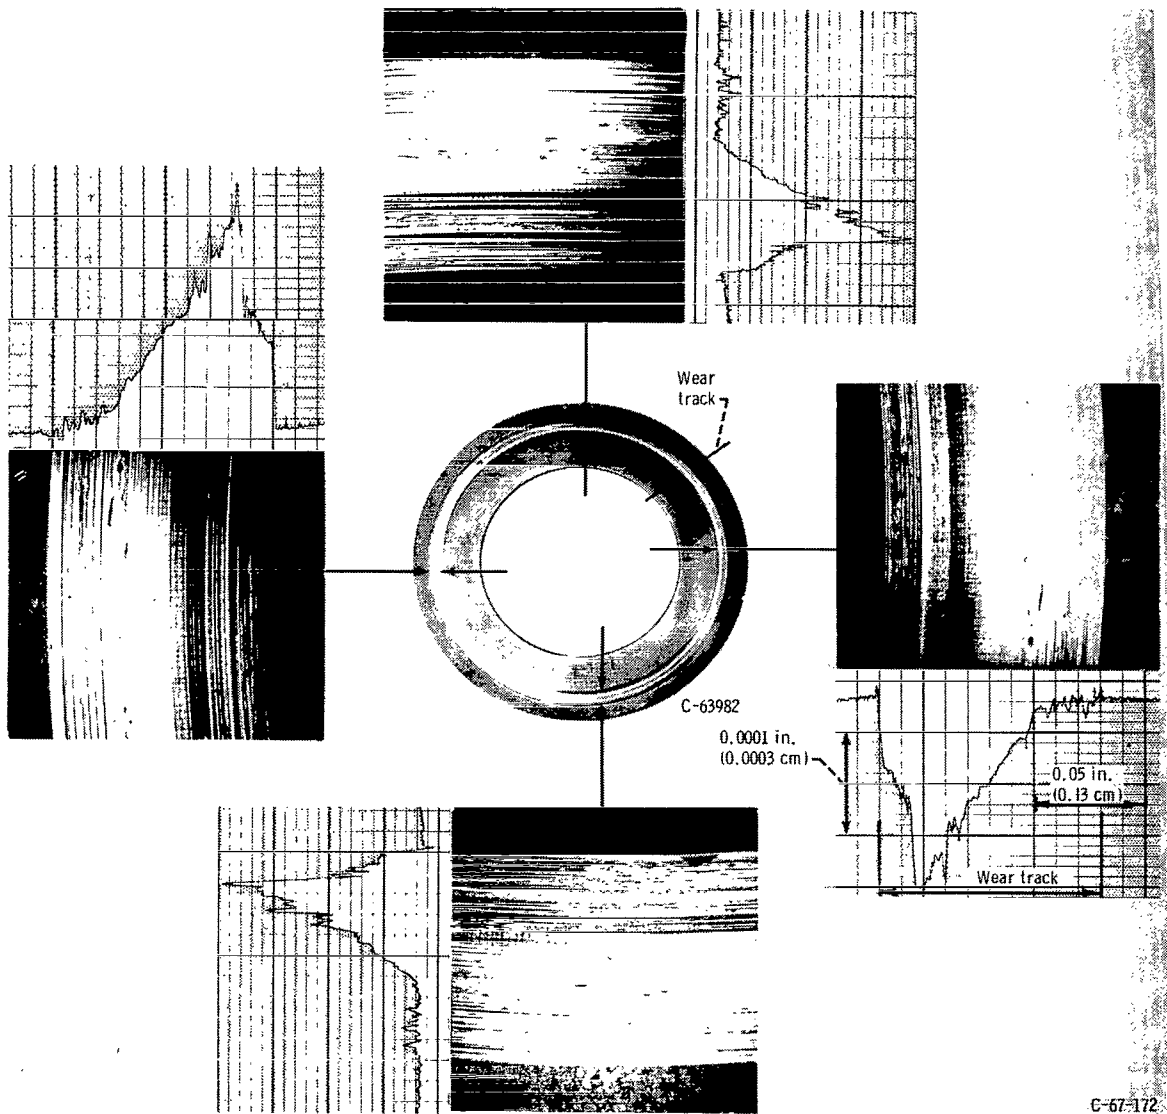 Wear
track
C-63982
0.0001 in.
(0.0003 cm)
0.05 in.
(0.13 cm)
Wear track
C-67-172